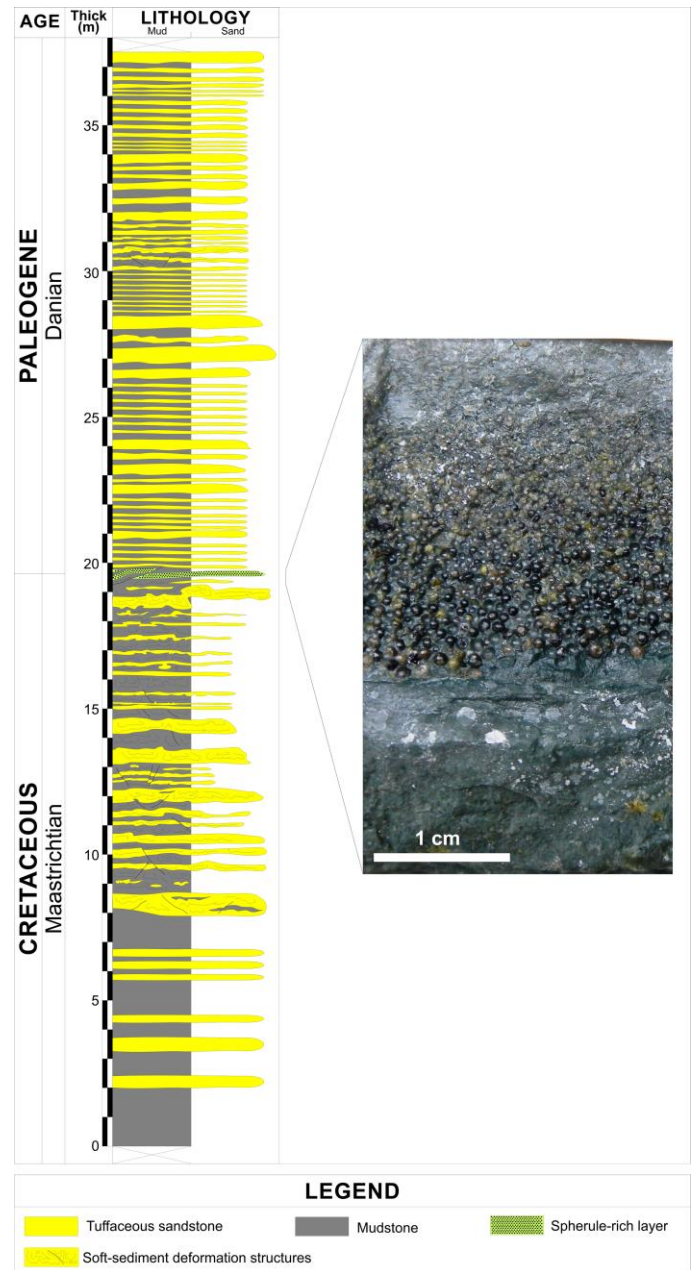 AGE Thick (m) LITHOLOGY
Mud Sand
PALEOGENE
Danian
CRETACEOUS
Maastrichtian
35
30
25
20
15
10
5
0
1 cm
LEGEND
Tuffaceous sandstone Mudstone Spherule-rich layer
Soft-sediment deformation structures